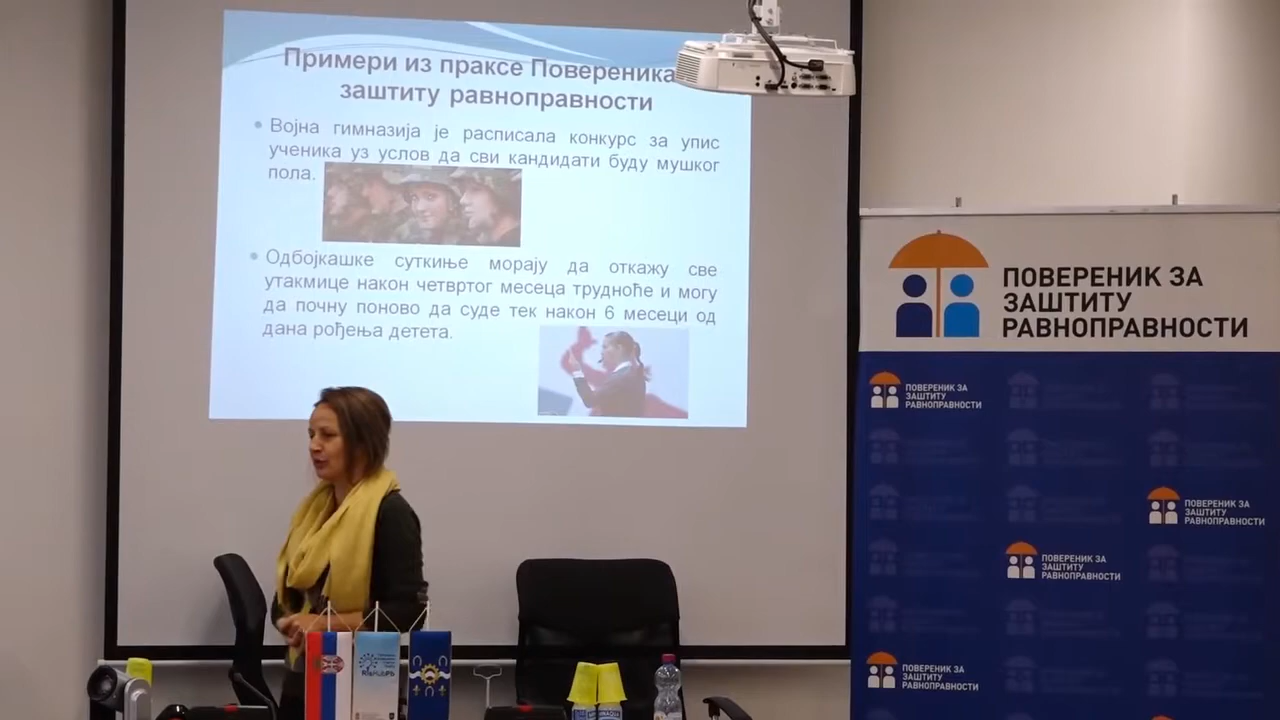 Примери из праксе Повереника
заштиту равноправности
Војна гимназија је расписала конкурс за упис
ученика уз услов да сви кандидати буду мушког
пола.
Одбојкашке суткиње морају да откажу све
утакмице након четвртог месеца трудноће и могу
да почну поново да суде тек након 6 месеци од
дана рођења детета.
ПОВЕРЕНИК ЗА
ЗАШТИТУ
РАВНОПРАВНОСТИ
ПОВЕРЕНИК ЗА
ЗАШТИТУ
РАВНОПРАВНОСТИ
ПОВЕРЕНИК ЗА
ЗАШТИТУ
РАВНОПРАВНОСТИ
ПОВЕРЕНИК ЗА
ЗАШТИТУ
РАВНОПРАВНОСТИ
ПОВЕРЕНИК ЗА
ЗАШТИТУ
РАВНОПРАВНОСТИ